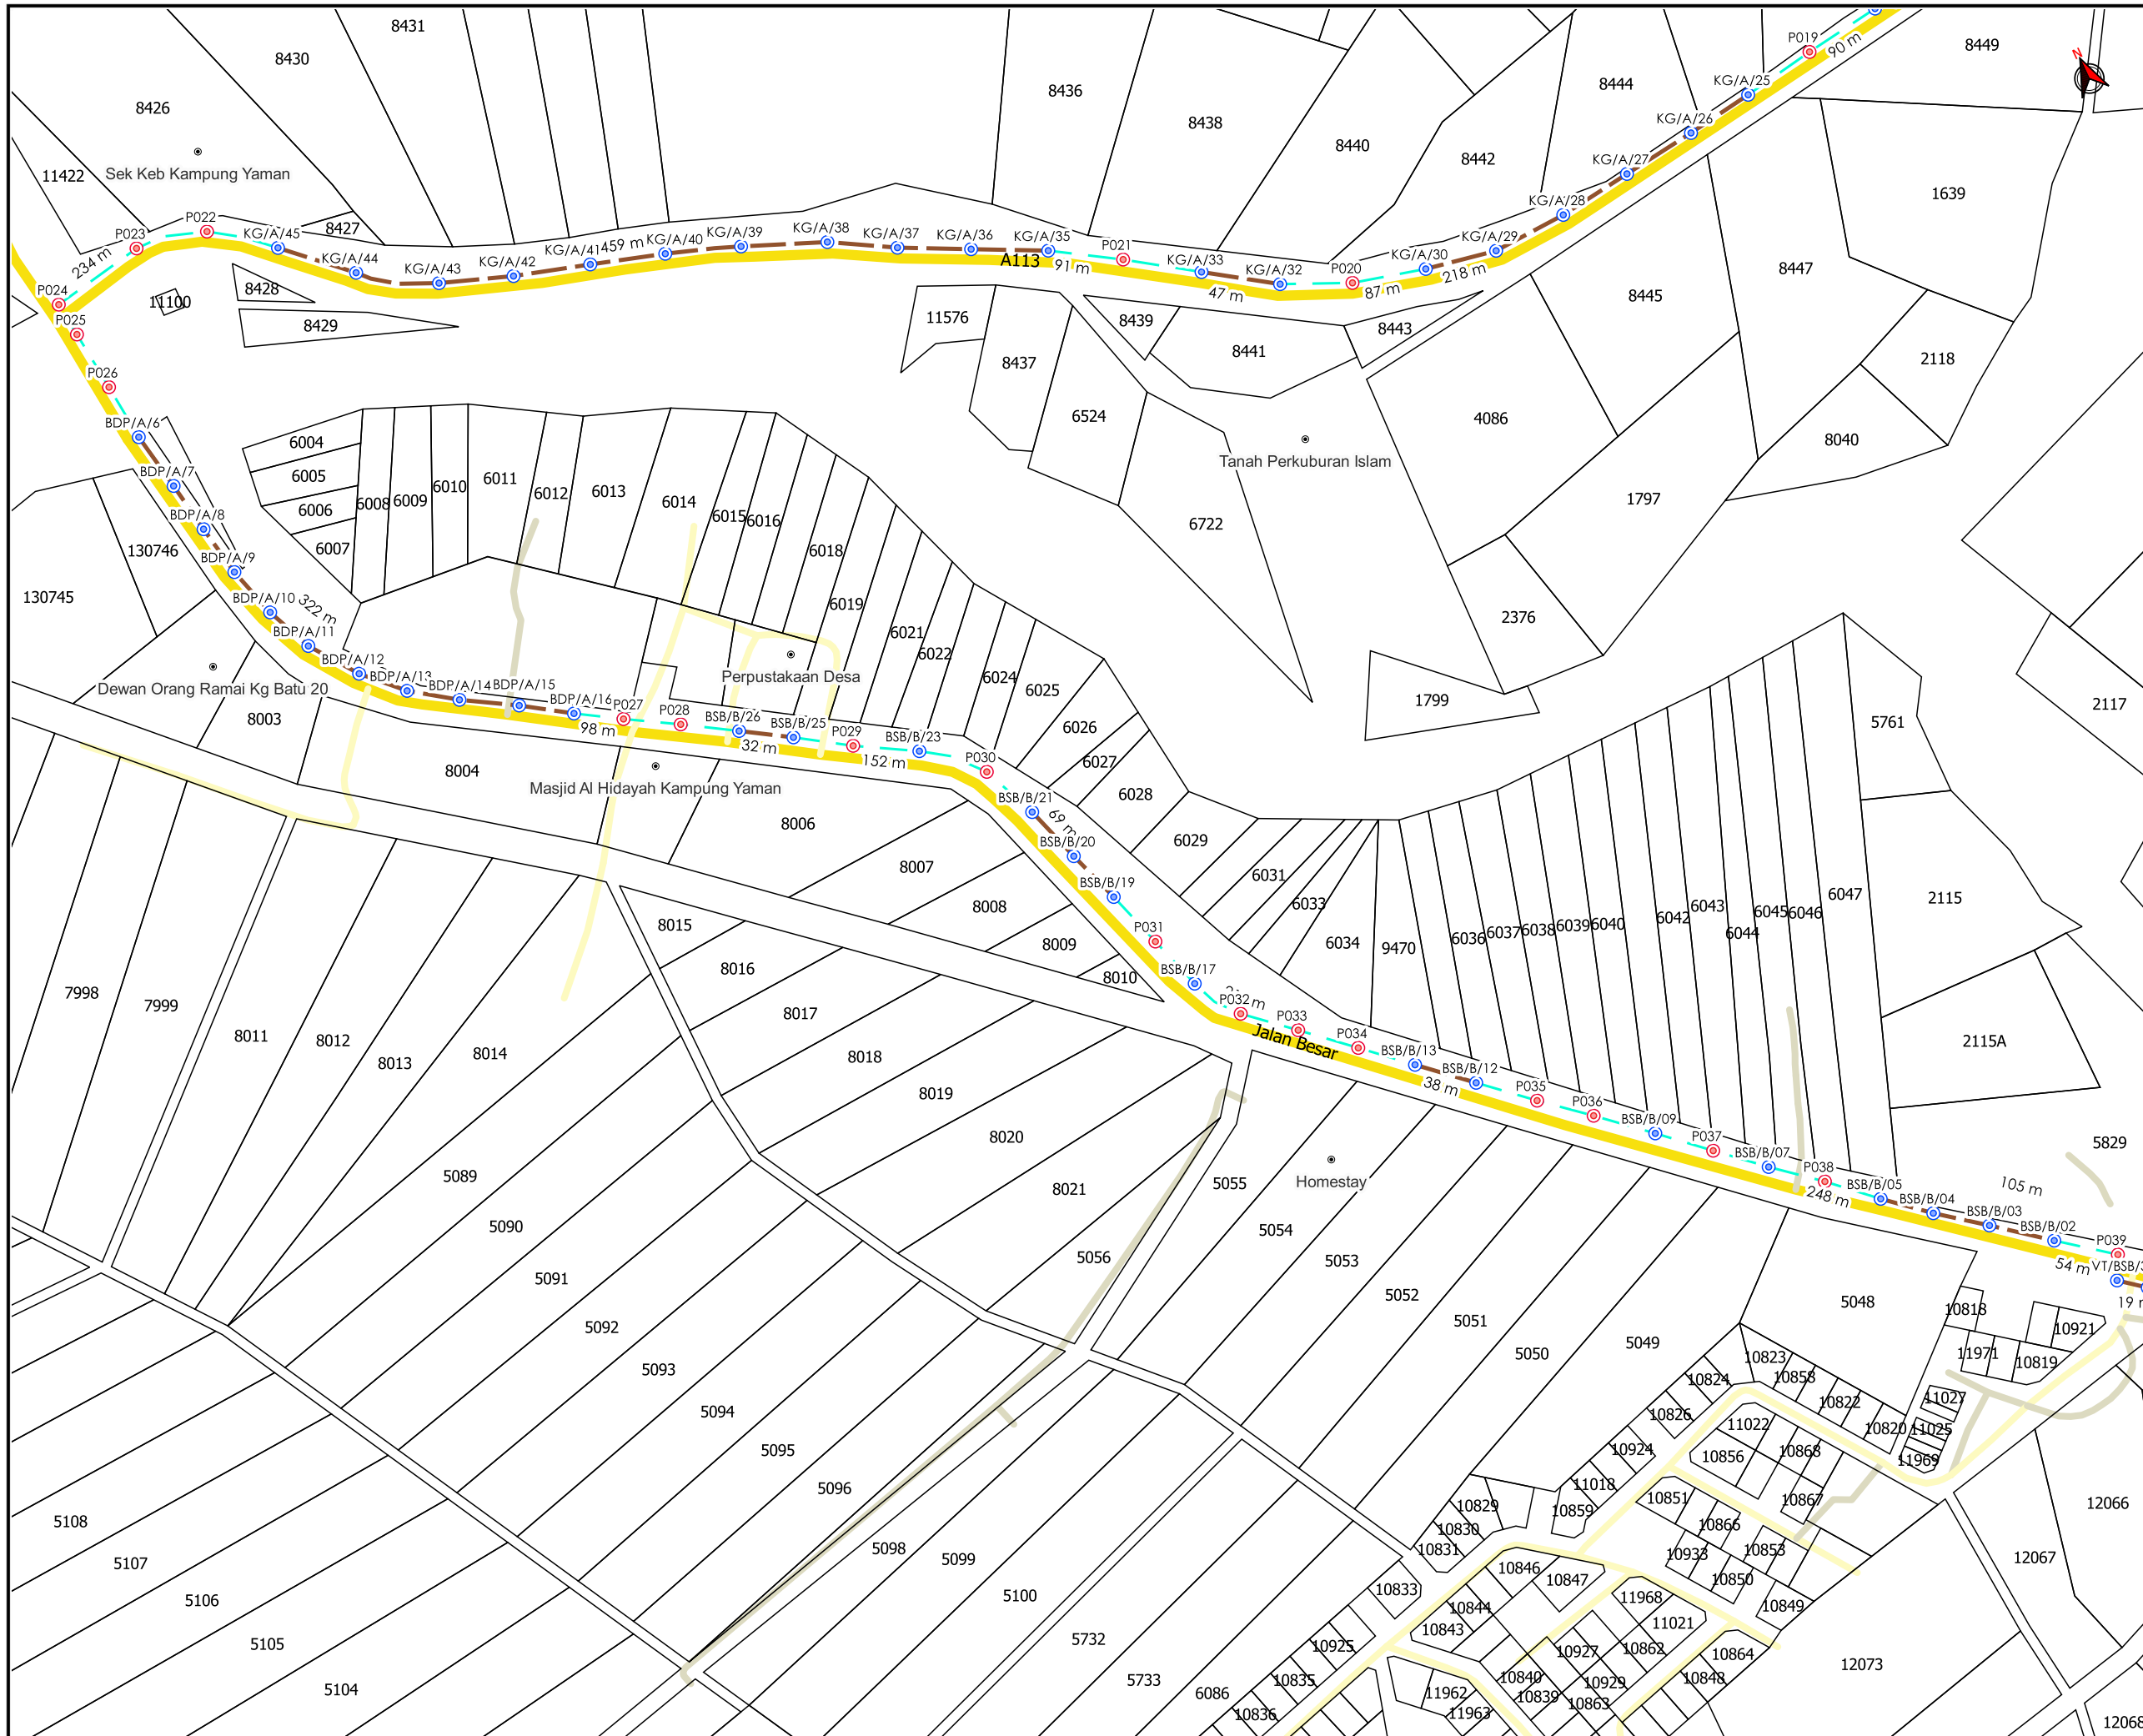 8431
8430
8449
P019
90 m
N
8426
8436
8438
8444
KG/A/25
KG/A/26
8440
8442
KG/A/27
11422
Sek Keb Kampung Yaman
1639
P022
8427
KG/A/28
P023
KG/A/45
234 m
KG/A/44
KG/A/43
KG/A/42
KG/A/41
459 m
KG/A/40
KG/A/39
KG/A/38
KG/A/37
KG/A/36
KG/A/35
A113
91 m
P021
KG/A/33
47 m
KG/A/32
P020
87 m
KG/A/30
218 m
KG/A/29
8447
8445
P024
11100
8428
8429
P025
11576
8439
8441
8443
8437
2118
P026
6524
4086
8040
BDP/A/6
6004
6005
6006
6007
6008
6009
6010
6011
6012
6013
6014
6015
6016
6018
6019
6021
6022
6024
6025
6026
6027
6028
6029
Tanah Perkuburan Islam
BDP/A/7
BDP/A/8
BDP/A/9
130746
130745
6722
1797
2376
1799
BDP/A/10
322 m
BDP/A/11
BDP/A/12
BDP/A/13
BDP/A/14
BDP/A/15
BDP/A/16
P027
98 m
P028
BSB/B/26
32 m
BSB/B/25
P029
152 m
BSB/B/23
P030
Perpustakaan Desa
Dewan Orang Ramai Kg Batu 20
8003
8004
Masjid Al Hidayah Kampung Yaman
8006
8007
8008
8009
8010
BSB/B/21
69 m
BSB/B/20
BSB/B/19
P031
BSB/B/17
P032
P033
P034
Jalan Besar
BSB/B/13
BSB/B/12
38 m
P035
P036
BSB/B/09
P037
BSB/B/07
P038
248 m
BSB/B/05
BSB/B/04
BSB/B/03
BSB/B/02
105 m
P039
54 m
VT/BSB/3
19 m
6031
6033
6034
9470
6036
6037
6038
6039
6040
6042
6043
6044
6045
6046
6047
5761
2117
2115
2115A
5829
7998
7999
8011
8012
8013
8014
8015
8016
8017
8018
8019
8020
8021
5055
Homestay
5054
5053
5052
5051
5050
5049
5048
5056
5089
5090
5091
5092
5093
5094
5095
5096
5098
5099
5100
5732
5733
6086
5108
5107
5106
5105
5104
10818
10921
11971
10819
10823
10858
10824
10822
10826
10820
11027
11025
11969
11022
10856
10868
10924
11018
10859
10829
10830
10831
10851
10867
10866
10853
10933
10850
10849
12066
12067
10846
10847
10833
10844
10843
11968
11021
10862
10927
10864
10925
10835
10840
10929
10848
10836
11962
11963
10839
10863
12073
12068